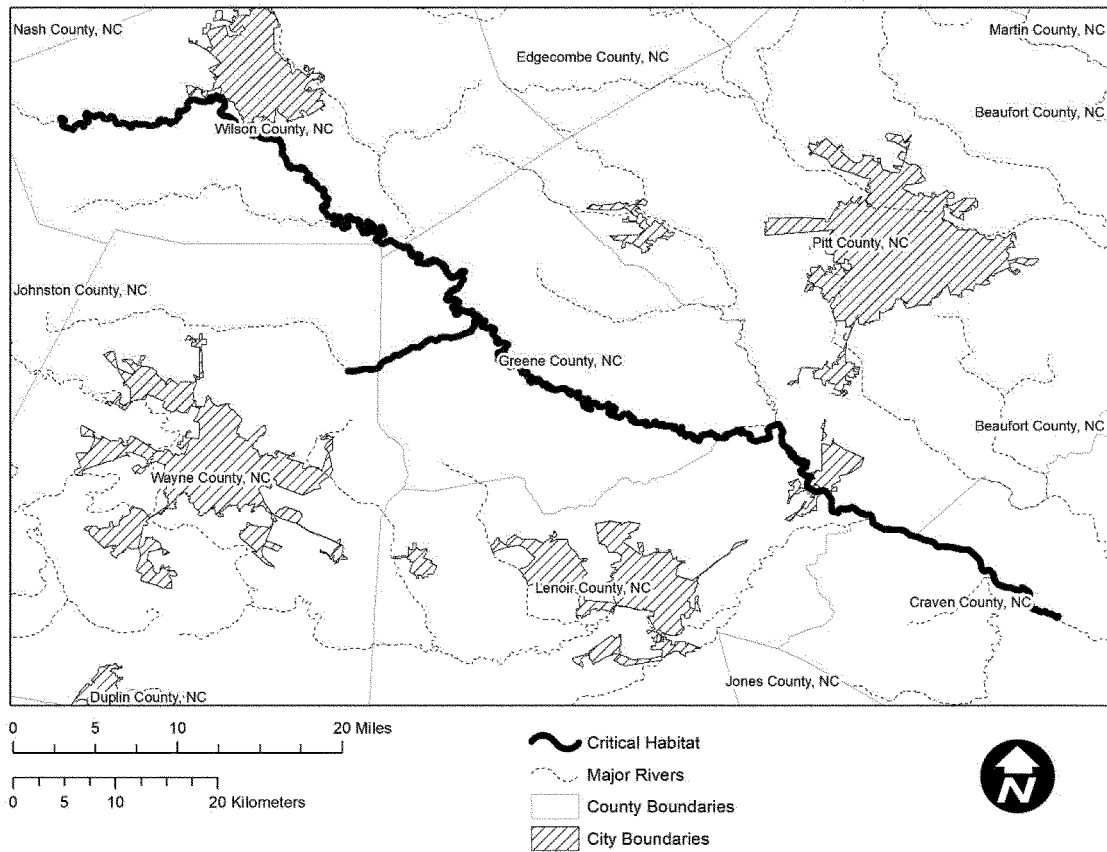 Nash County, NC
Martin County, NC
Edgecombe County, NC
Beaufort County, NC
Wilson County, NC
Pitt County, NC
Johnston County, NC
Greene County, NC
Beaufort County, NC
Wayne County, NC
Lenoir County, NC
Craven County, NC
Jones County, NC
Duplin County, NC
0 5 10 20 Miles
0 5 10 20 Kilometers
Critical Habitat
Major Rivers
County Boundaries
City Boundaries
N